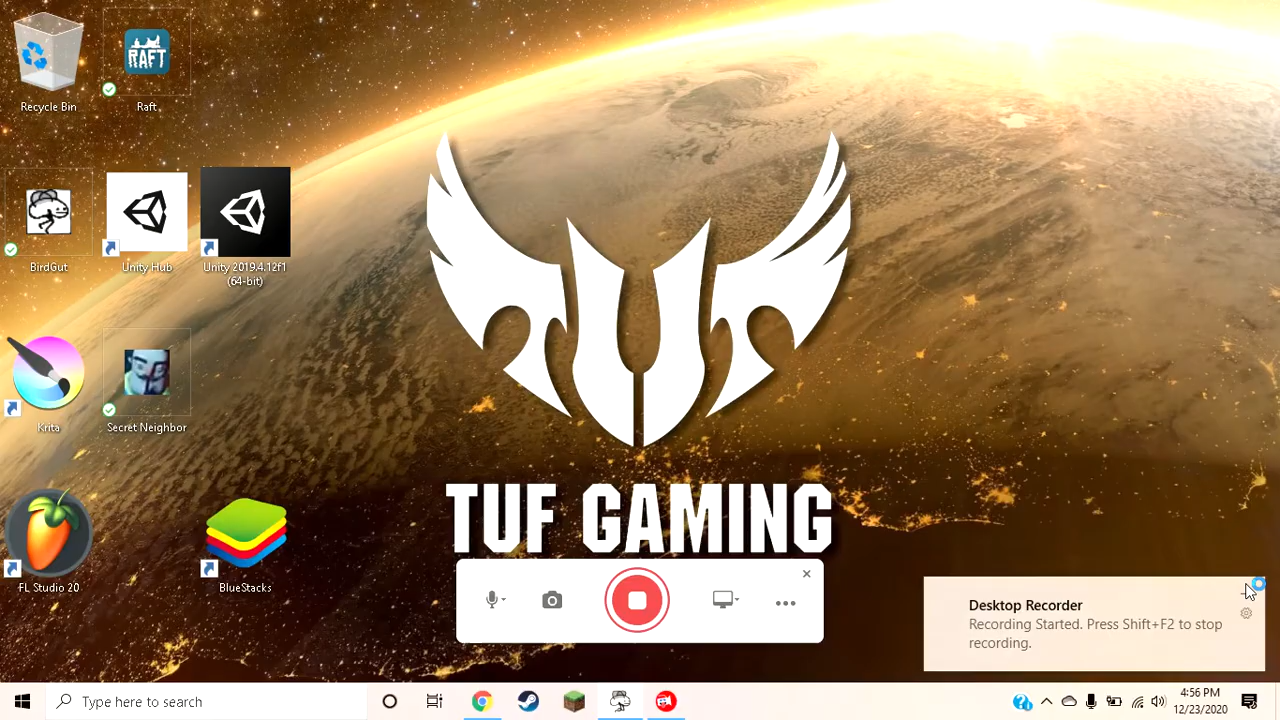 Recycle Bin
RAFT
Raft
BirdGut
Unity Hub
Unity 2019.4.12f1
(64-bit)
Krita
Secret Neighbor
FL Studio 20
BlueStacks
TUF GAMING
Desktop Recorder
Recording Started. Press Shift+F2 to stop
recording.
Type here to search
4:56 PM
12/23/2020